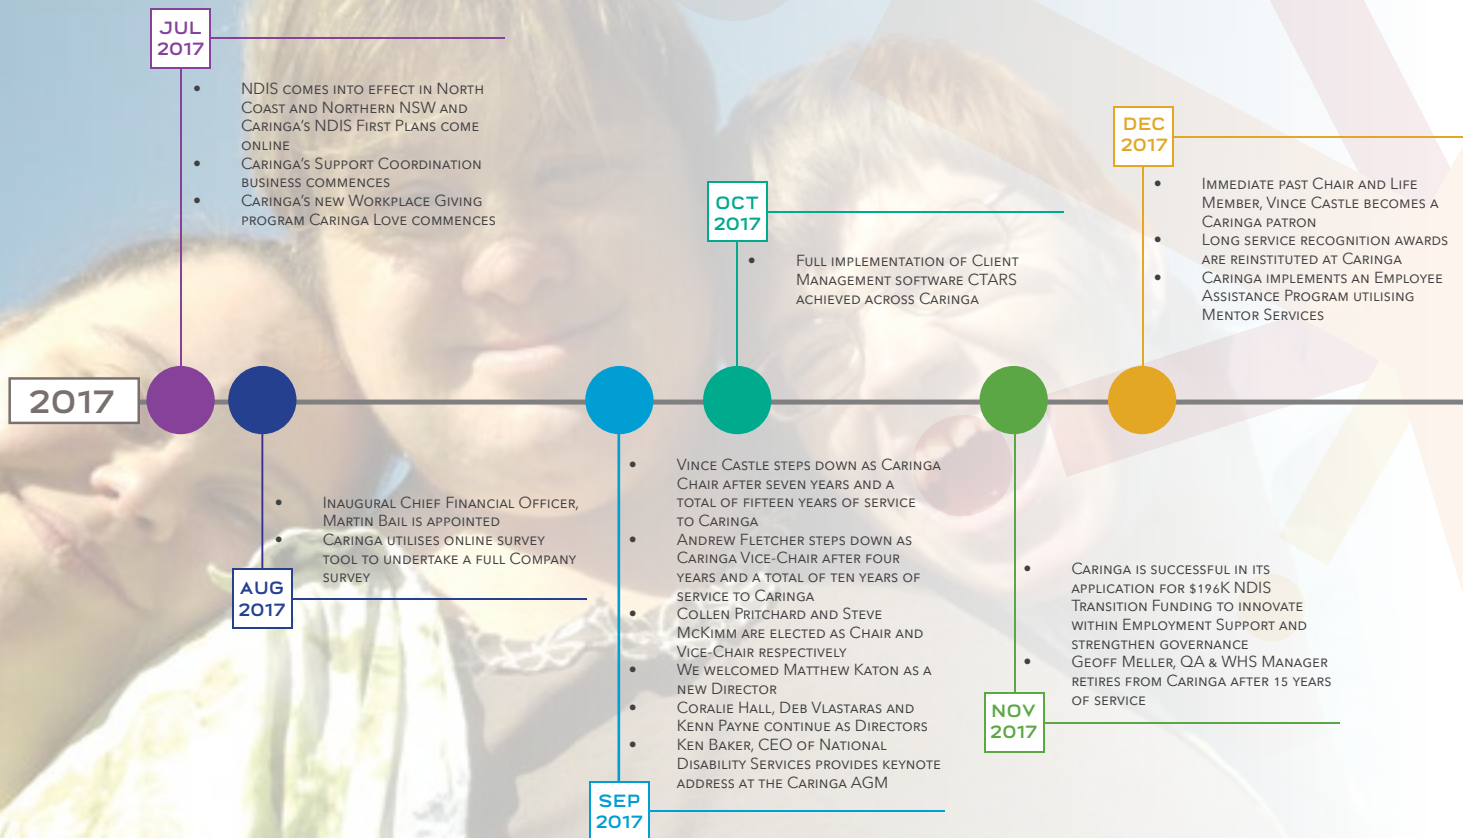 JUL
2017
• NDIS comes into effect in North
Coast and Northern NSW and
Caringa's NDIS First Plans come
online
• Caringa's Support Coordination
business commences
• Caringa's new Workplace Giving
program Caringa Love commences
2017
• Inaugural Chief Financial Officer,
Martin Bail is appointed
• Caringa utilises online survey
tool to undertake a full Company
survey
AUG
2017
• Vince Castle steps down as Caringa
Chair after seven years and a
total of fifteen years of service
to Caringa
• Andrew Fletcher steps down as
Caringa Vice-Chair after four
years and a total of ten years of
service to Caringa
• Collen Pritchard and Steve
McKimm are elected as Chair and
Vice-Chair respectively
• We welcomed Matthew Katon as a
new Director
• Coralie Hall, Deb Vlastaras and
Kenn Payne continue as Directors
• Ken Baker, CEO of National
Disability Services provides keynote
address at the Caringa AGM
SEP
2017
OCT
2017
• Full implementation of Client
Management software CTARS
achieved across Caringa
• Caringa is successful in its
application for $196K NDIS
Transition Funding to innovate
within Employment Support and
strengthen governance
• Geoff Meller, QA & WHS Manager
retires from Caringa after 15 years
of service
NOV
2017
DEC
2017
• Immediate past Chair and Life
Member, Vince Castle becomes a
Caringa patron
• Long service recognition awards
are reinstituted at Caringa
• Caringa implements an Employee
Assistance Program utilising
Mentor Services